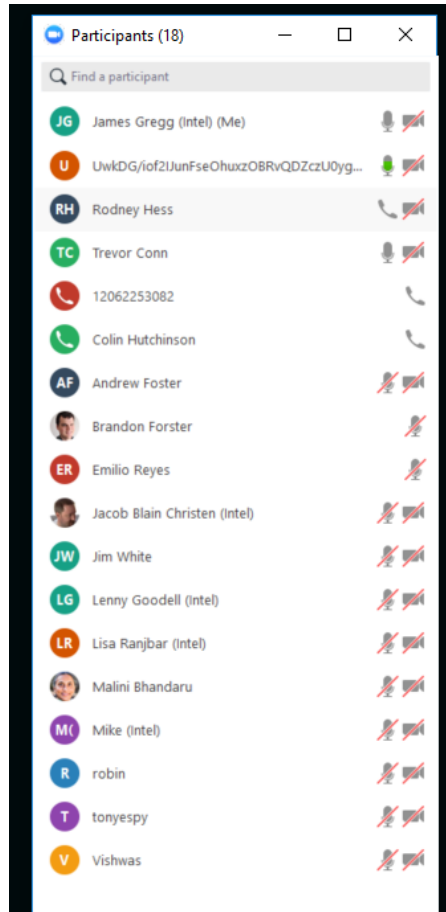 Participants (18)
Find a participant
JG James Gregg (Intel) (Me)
U UwkDG/iof2IJunFseOhuxzOBRvQDZczU0yg...
RH Rodney Hess
TC Trevor Conn
12062253082
Colin Hutchinson
AF Andrew Foster
Brandon Forster
ER Emilio Reyes
Jacob Blain Christen (Intel)
JW Jim White
LG Lenny Goodell (Intel)
LR Lisa Ranjbar (Intel)
Malini Bhandaru
M( Mike (Intel)
R robin
T tonyespy
V Vishwas